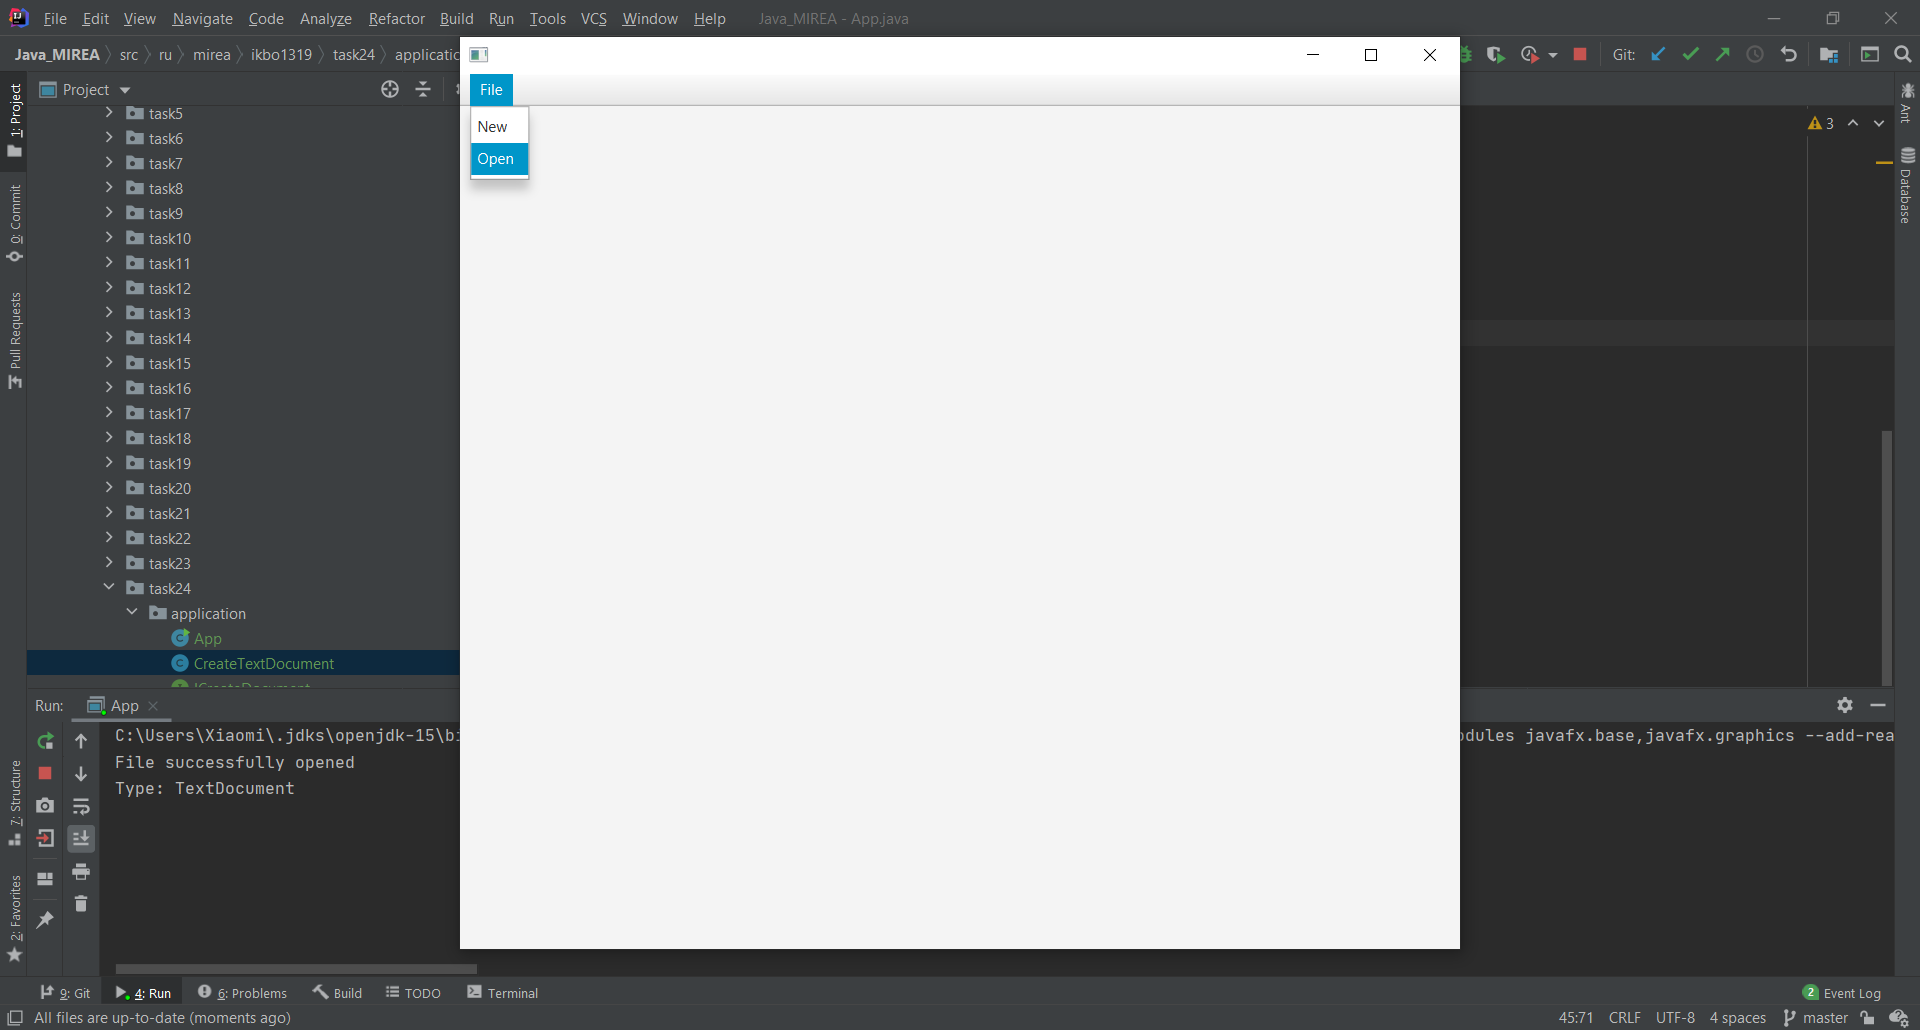 File Edit View Navigate Code Analyze Refactor Build Run Tools VCS Window Help Java_MIREA - App.java
Java_MIREA src ru mirea ikbo1319 task24 applicatio
Git:
1: Project
0: Commit
Pull Requests
7: Structure
2: Favorites
Project
task5
task6
task7
task8
task9
task10
task11
task12
task13
task14
task15
task16
task17
task18
task19
task20
task21
task22
task23
task24
application
App
CreateTextDocument
ICreateDocument
File
New
Open
3
Ant
Database
Run: App
C:\Users\Xiaomi\.jdks\openjdk-15\bi
dules javafx.base,javafx.graphics --add-rea
File successfully opened
Type: TextDocument
9: Git 4: Run 6: Problems Build TODO Terminal
2 Event Log
All files are up-to-date (moments ago)
45:71 CRLF UTF-8 4 spaces master